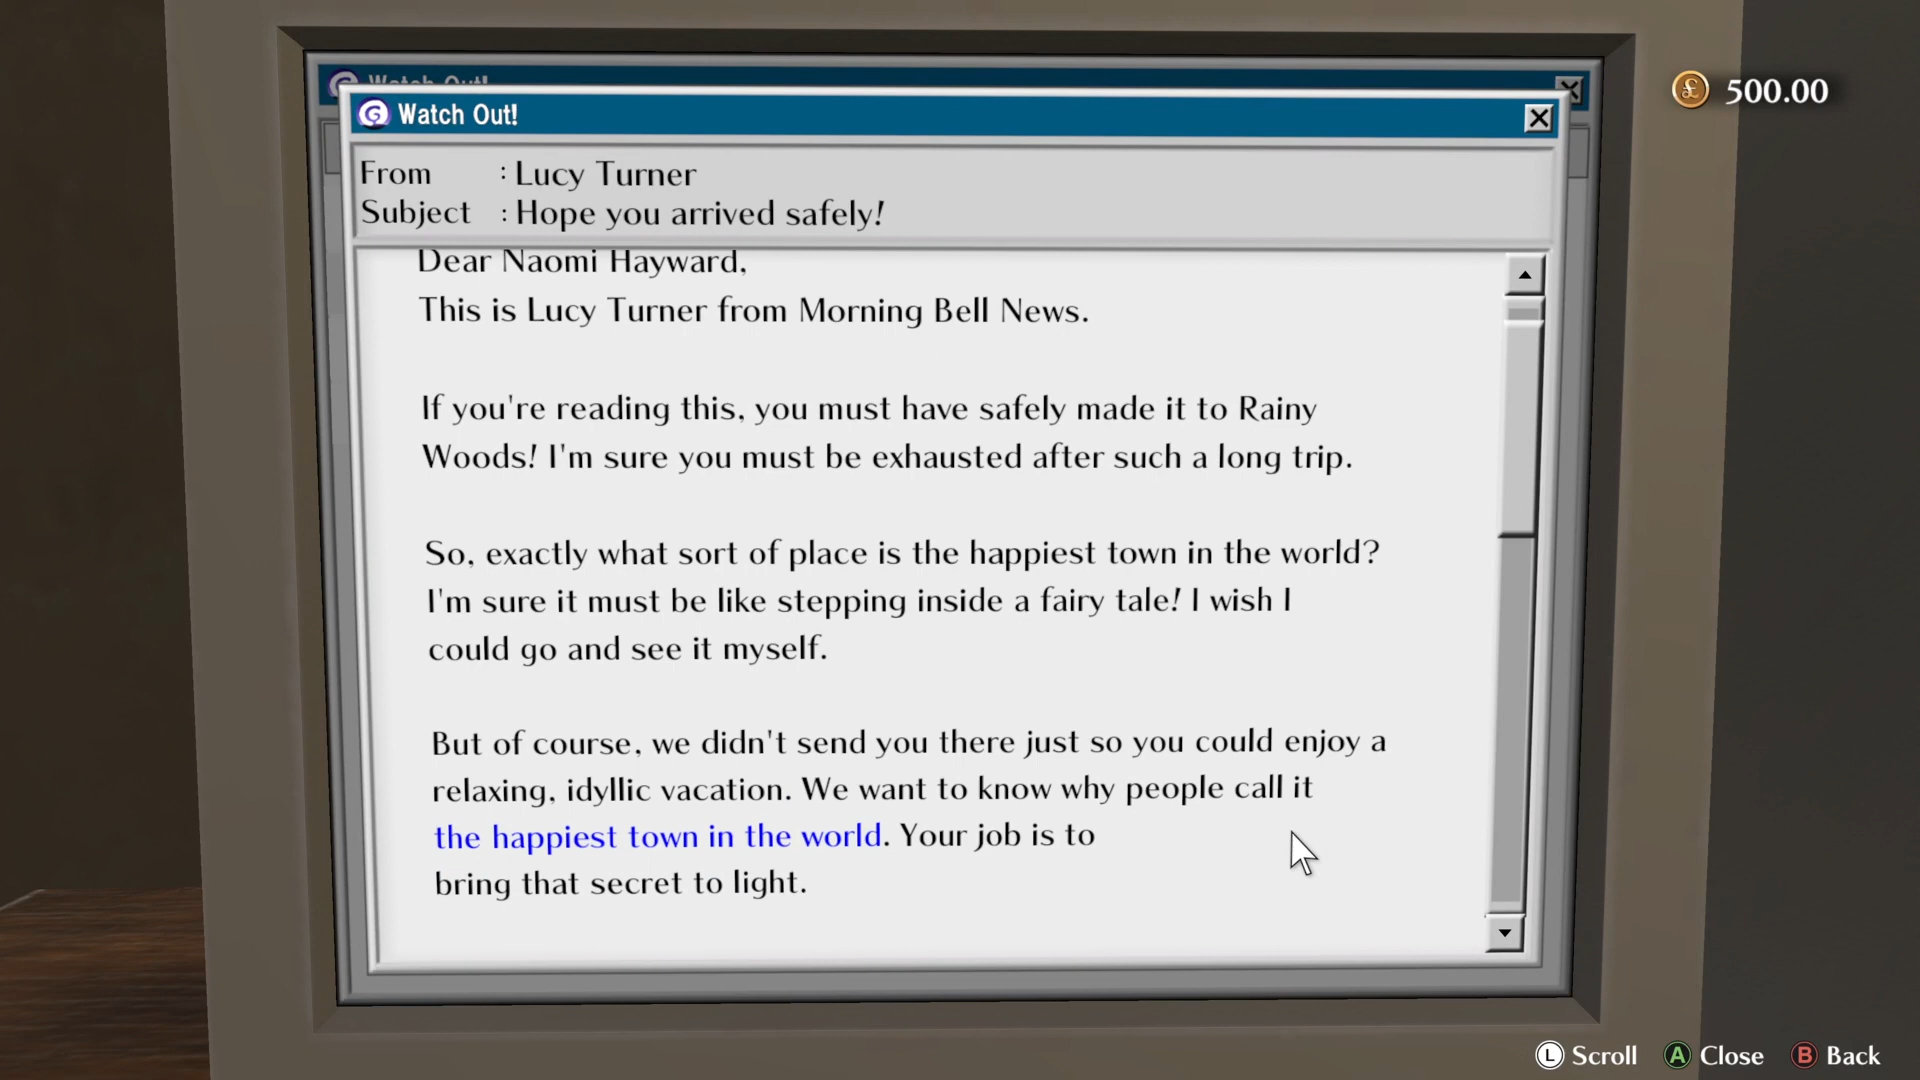 Watch Out!
500.00
Watch Out!
From : Lucy Turner
Subject : Hope you arrived safely!
Dear Naomi Hayward,
This is Lucy Turner from Morning Bell News.
If you're reading this, you must have safely made it to Rainy
Woods! I'm sure you must be exhausted after such a long trip.
So, exactly what sort of place is the happiest town in the world?
I'm sure it must be like stepping inside a fairy tale! I wish I
could go and see it myself.
But of course, we didn't send you there just so you could enjoy a
relaxing, idyllic vacation. We want to know why people call it
the happiest town in the world. Your job is to
bring that secret to light.
L Scroll A Close B Back